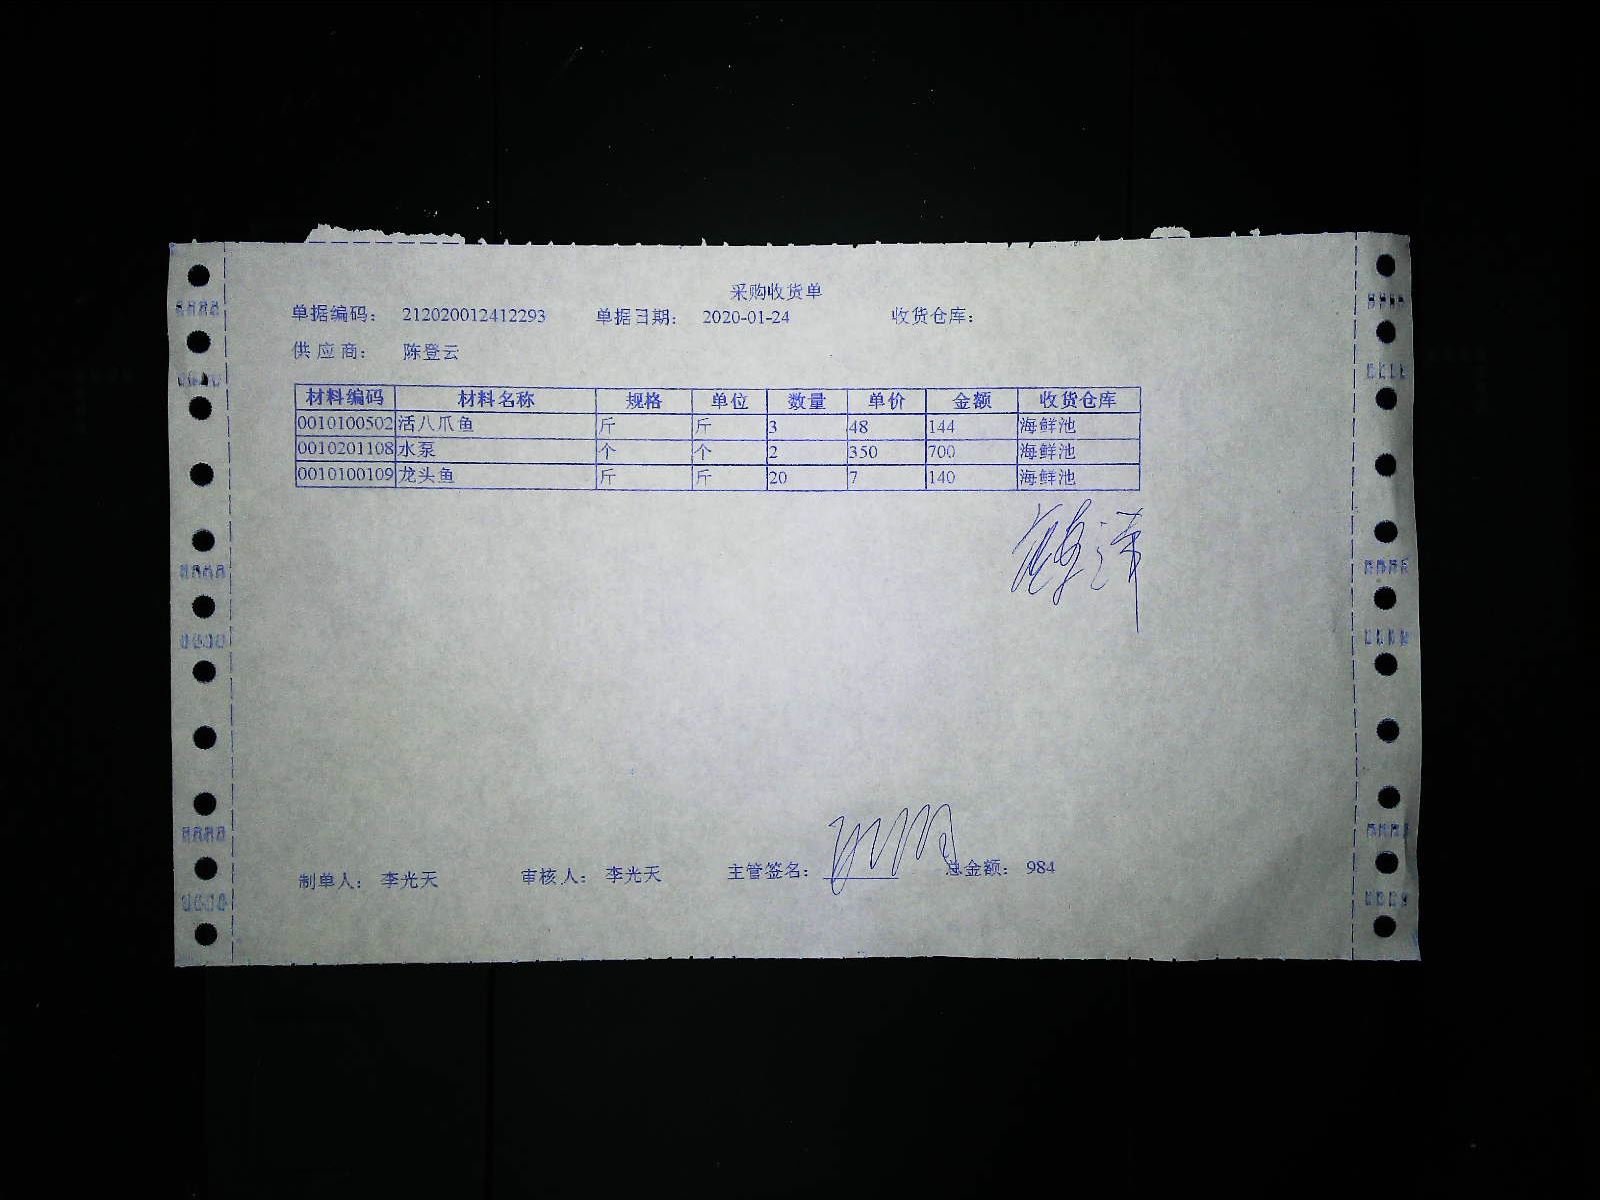 采购收货单
单据编码： 212020012412293 单据日期： 2020-01-24 收货仓库：
供 应 商： 陈登云
材料编码 材料名称 规格 单位 数量 单价 金额 收货仓库
0010100502 活八爪鱼 斤 斤 3 48 144 海鲜池
0010201108 水泵 个 个 2 350 700 海鲜池
0010100109 龙头鱼 斤 斤 20 7 140 海鲜池
制单人： 李光天 审核人： 李光天 主管签名： 总金额： 984